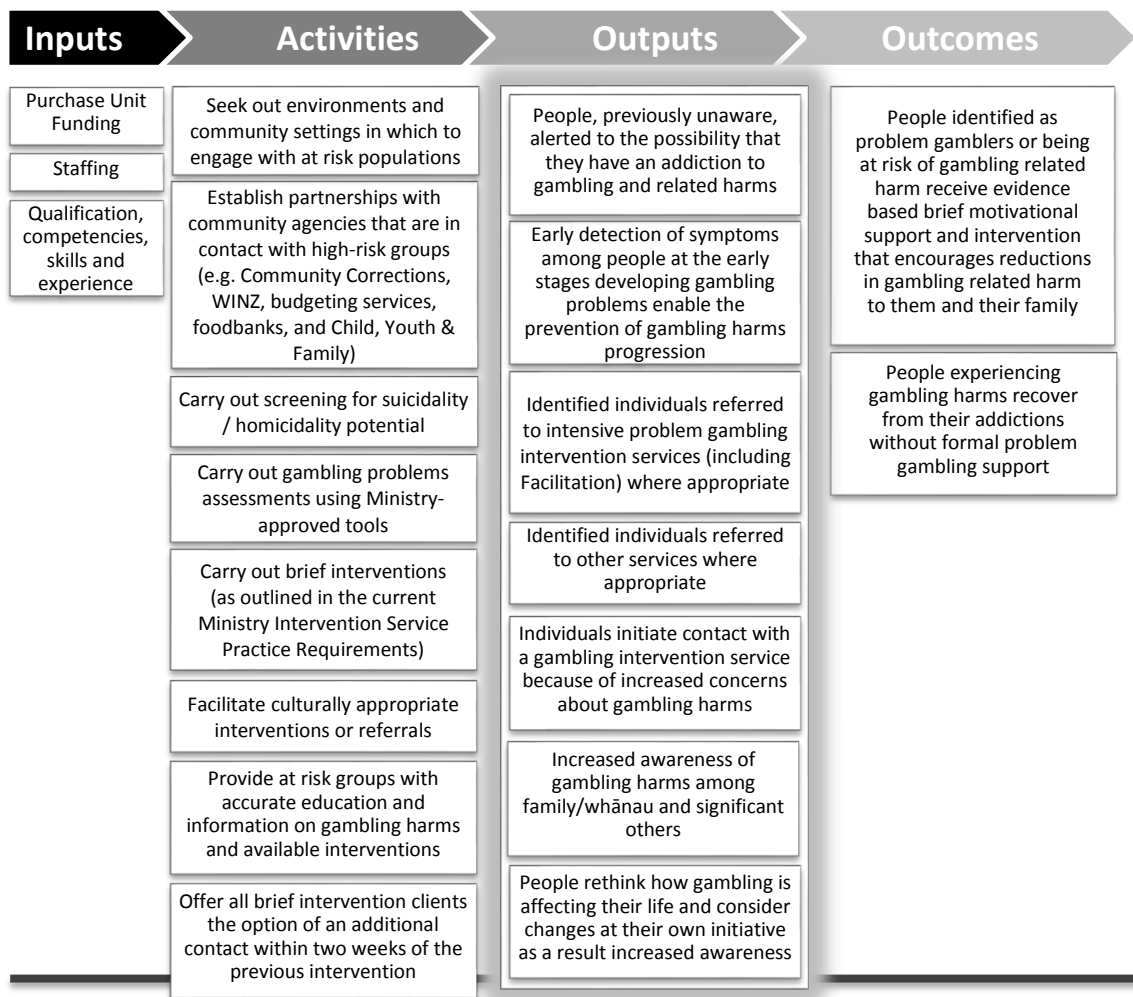 Inputs
Activities
Outputs
Outcomes
Purchase Unit
Funding
Staffing
Qualification,
competencies,
skills and
experience
Seek out environments and
community settings in which to
engage with at risk populations
Establish partnerships with
community agencies that are in
contact with high-risk groups
(e.g. Community Corrections,
WINZ, budgeting services,
foodbanks, and Child, Youth &
Family)
Carry out screening for suicidality
/ homicidality potential
Carry out gambling problems
assessments using Ministry-
approved tools
Carry out brief interventions
(as outlined in the current
Ministry Intervention Service
Practice Requirements)
Facilitate culturally appropriate
interventions or referrals
Provide at risk groups with
accurate education and
information on gambling harms
and available interventions
Offer all brief intervention clients
the option of an additional
contact within two weeks of the
previous intervention
People, previously unaware,
alerted to the possibility that
they have an addiction to
gambling and related harms
Early detection of symptoms
among people at the early
stages developing gambling
problems enable the
prevention of gambling harms
progression
Identified individuals referred
to intensive problem gambling
intervention services (including
Facilitation) where appropriate
Identified individuals referred
to other services where
appropriate
Individuals initiate contact with
a gambling intervention service
because of increased concerns
about gambling harms
Increased awareness of
gambling harms among
family/whānau and significant
others
People rethink how gambling is
affecting their life and consider
changes at their own initiative
as a result increased awareness
People identified as
problem gamblers or being
at risk of gambling related
harm receive evidence
based brief motivational
support and intervention
that encourages reductions
in gambling related harm
to them and their family
People experiencing
gambling harms recover
from their addictions
without formal problem
gambling support